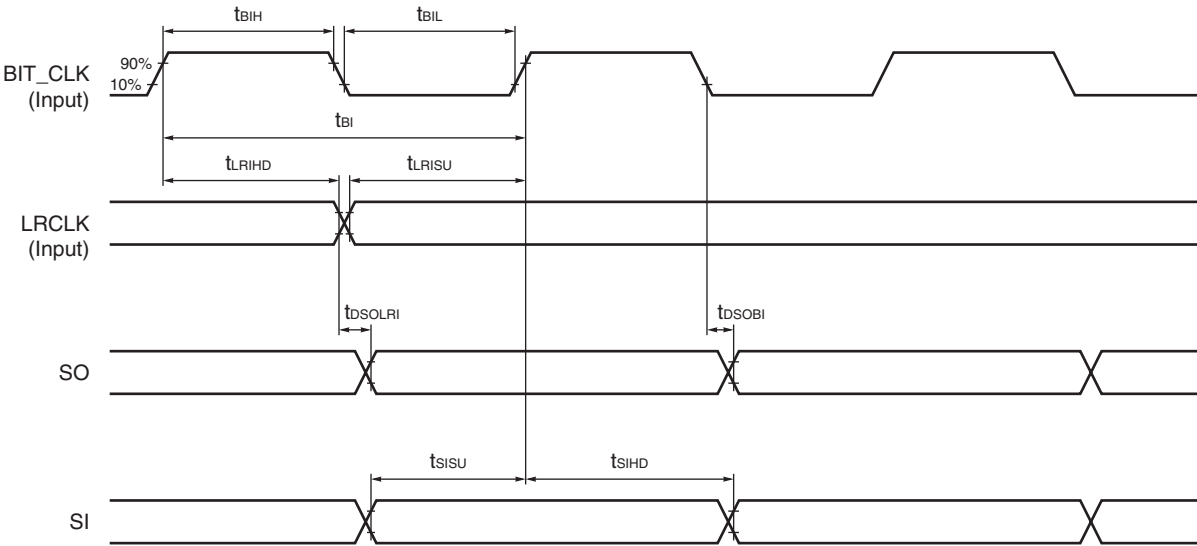 tBIH
tBIL
BIT_CLK
(Input)
90%
10%
tBI
tLRIHD
tLRISU
LRCLK
(Input)
tDSOLRI
tDSOBI
SO
tSISU
tSIHD
SI